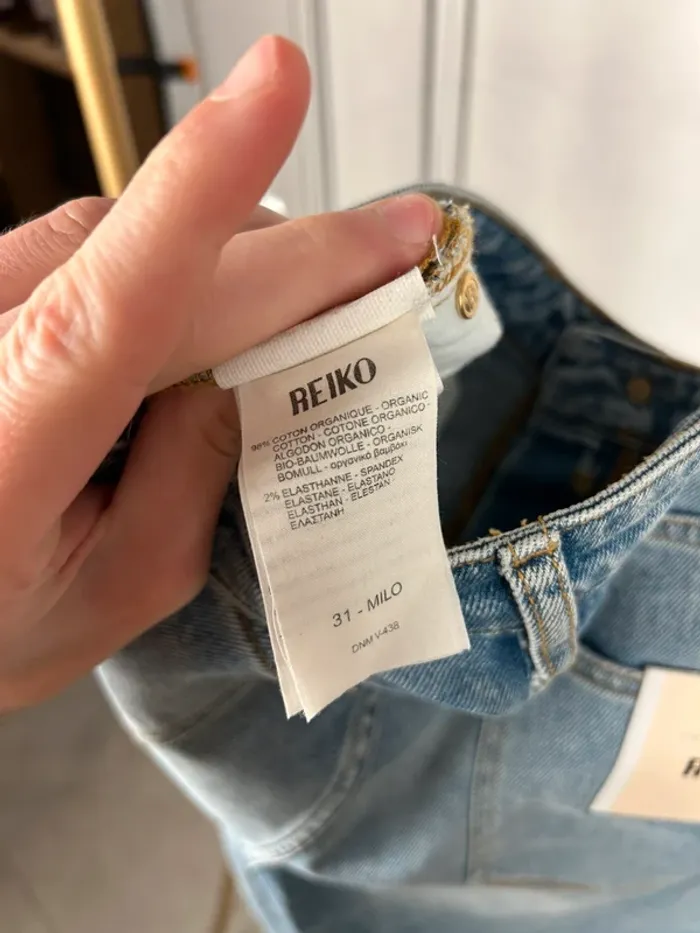 REIKO
98% COTON ORGANIQUE - ORGANIC
COTTON - COTONE ORGANICO -
ALGODON ORGANICO -
BIO-BAUMWOLLE - ORGANISK
BOMULL - οργανικό βαμβάκι
2% ELASTHANNE - SPANDEX
ELASTANE - ELASTANO
ELASTHAN - ELESTAN
ΕΛΑΣΤΑΝΗ
31 - MILO
DNM V-438